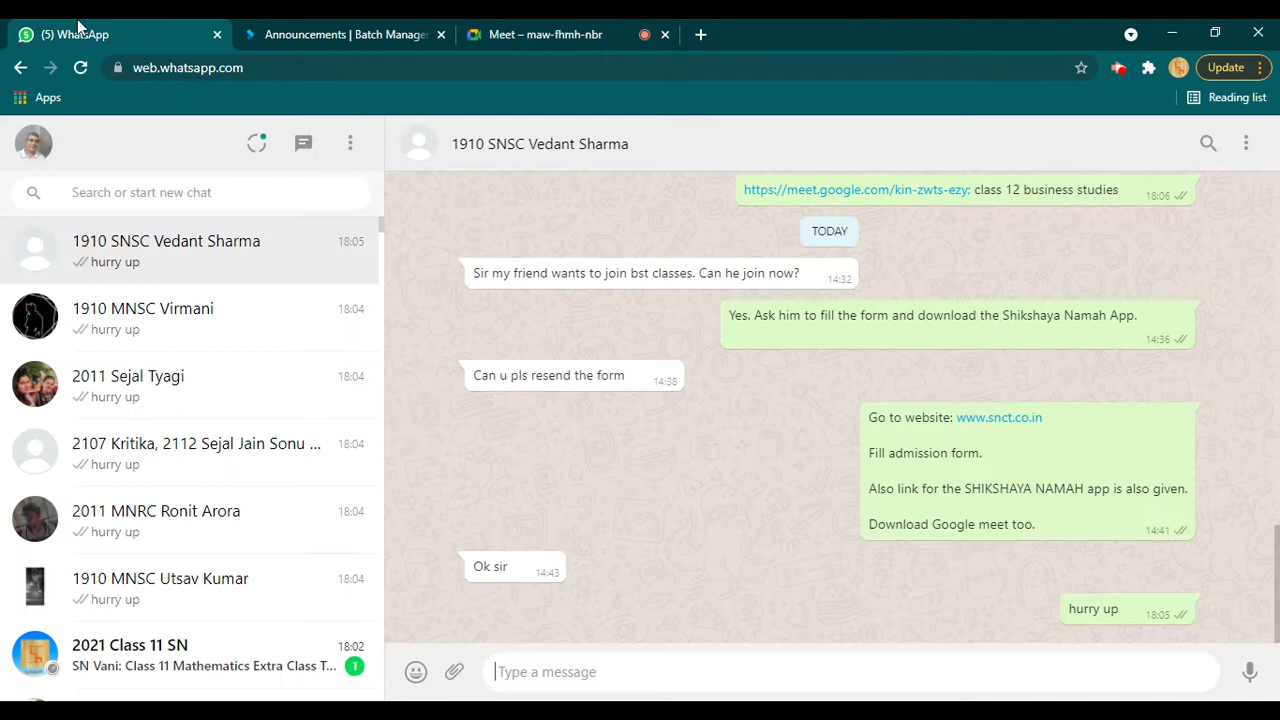 (5) WhatsApp
Announcements | Batch Manage
Meet – maw-fhmh-nbr
web.whatsapp.com
Update
Apps
Reading list
Search or start new chat
1910 SNSC Vedant Sharma 18:05
hurry up
1910 MNSC Virmani 18:04
hurry up
2011 Sejal Tyagi 18:04
hurry up
2107 Kritika, 2112 Sejal Jain Sonu ... 18:04
hurry up
2011 MNRC Ronit Arora 18:04
hurry up
1910 MNSC Utsav Kumar 18:04
hurry up
2021 Class 11 SN 18:02
SN Vani: Class 11 Mathematics Extra Class T... 1
1910 SNSC Vedant Sharma
https://meet.google.com/kin-zwts-ezy; class 12 business studies 18:06
TODAY
Sir my friend wants to join bst classes. Can he join now? 14:32
Yes. Ask him to fill the form and download the Shikshaya Namah App.
14:36
Can u pls resend the form 14:38
Go to website: www.snct.co.in
Fill admission form.
Also link for the SHIKSHAYA NAMAH app is also given.
Download Google meet too. 14:41
Ok sir 14:43
hurry up 18:05
Type a message